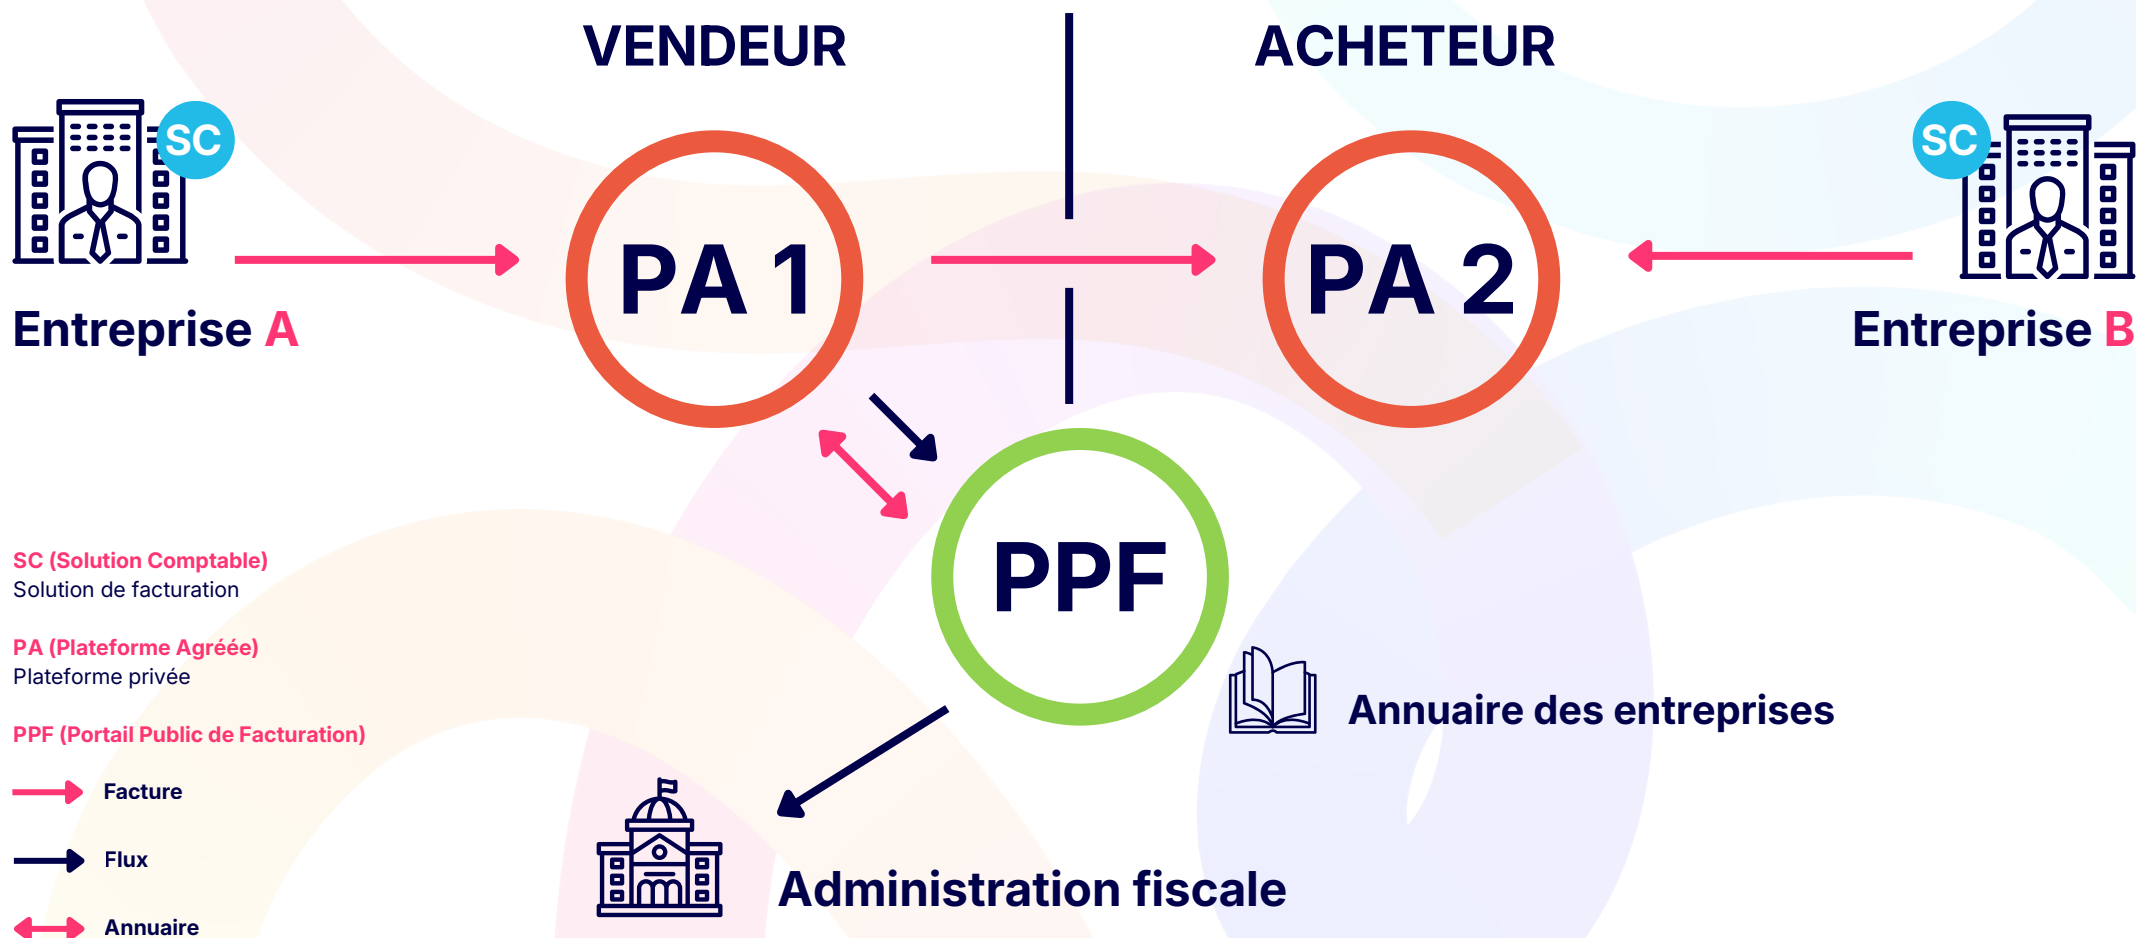 VENDEUR
ACHETEUR
SC
SC
PA 1
PA 2
Entreprise A
Entreprise B
PPF
SC (Solution Comptable)
Solution de facturation
PA (Plateforme Agréée)
Plateforme privée
PPF (Portail Public de Facturation)
Annuaire des entreprises
Facture
Flux
Administration fiscale
Annuaire